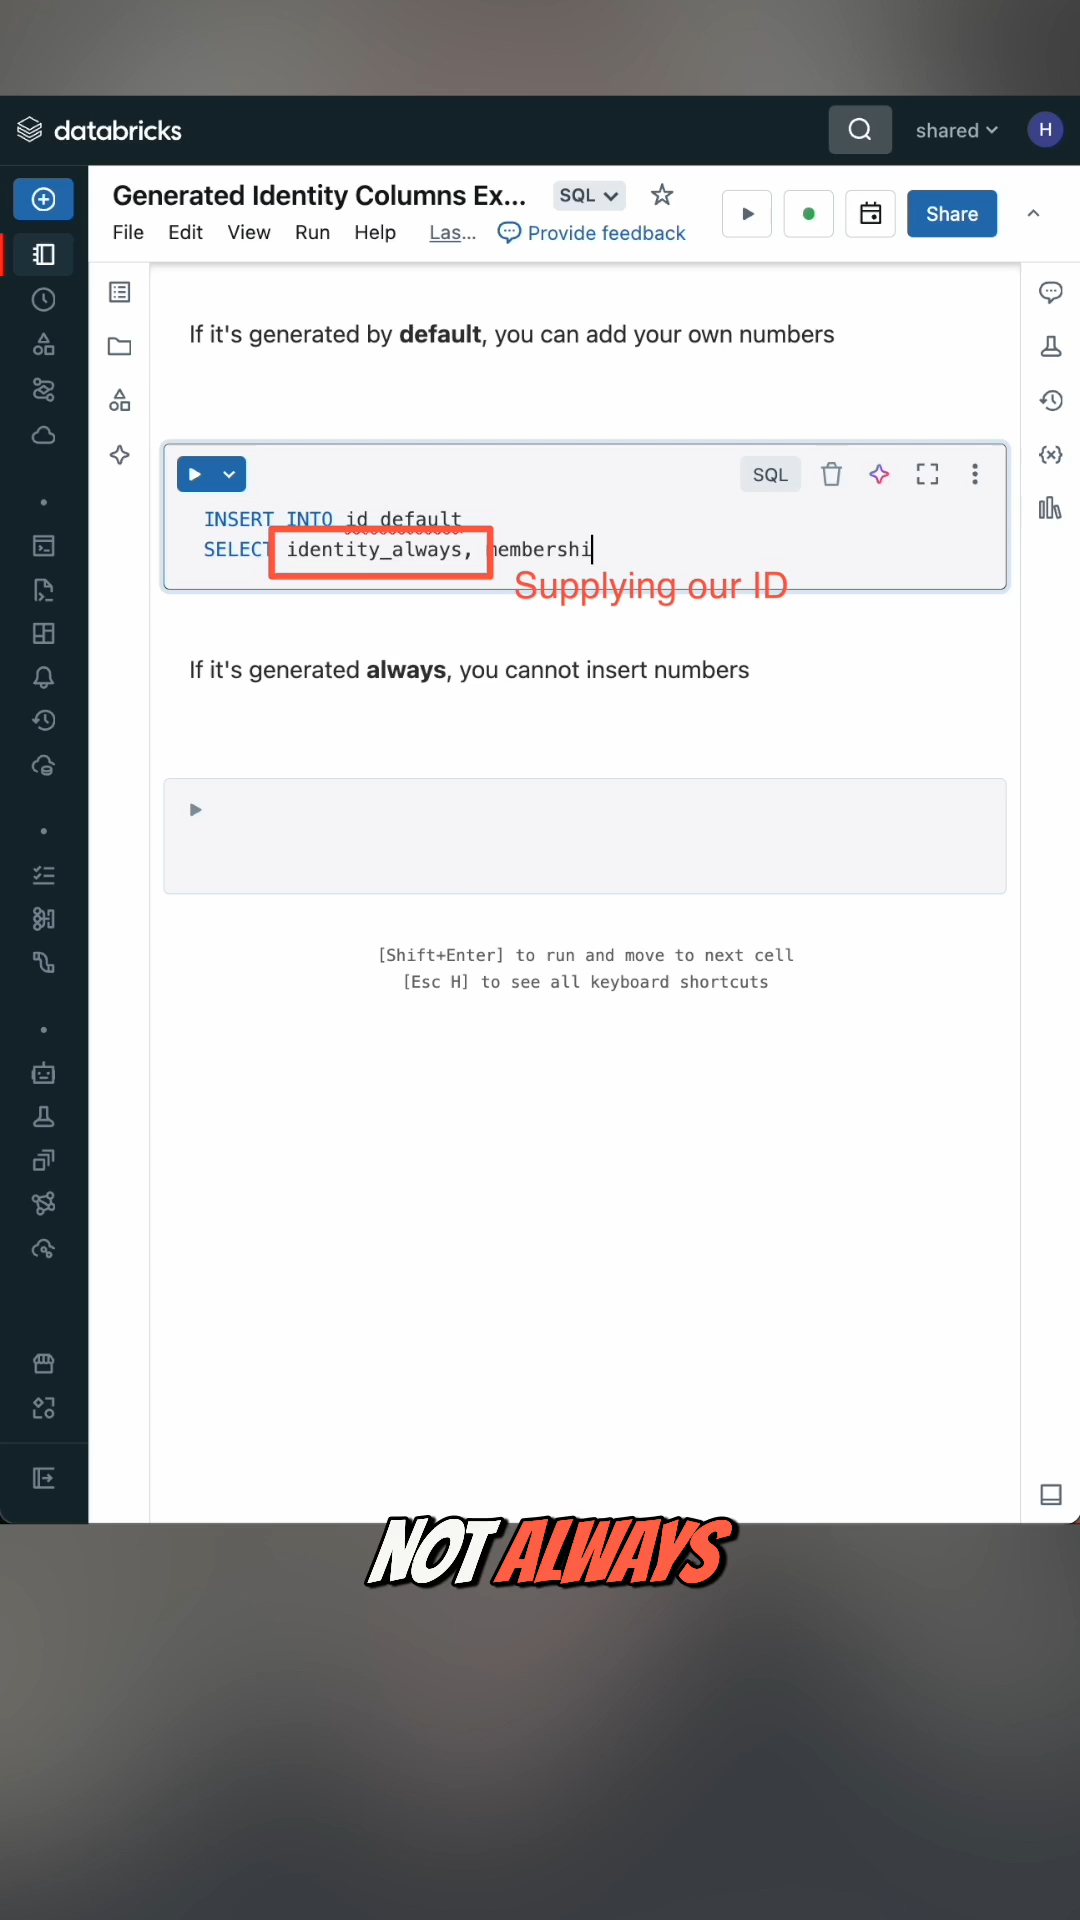 databricks
shared
H
Generated Identity Columns Ex...
SQL
File Edit View Run Help Las... Provide feedback
Share
If it's generated by default, you can add your own numbers
SQL
INSERT INTO id_default
SELECT identity_always, membershi
Supplying our ID
If it's generated always, you cannot insert numbers
[Shift+Enter] to run and move to next cell
[Esc H] to see all keyboard shortcuts
NOT ALWAYS